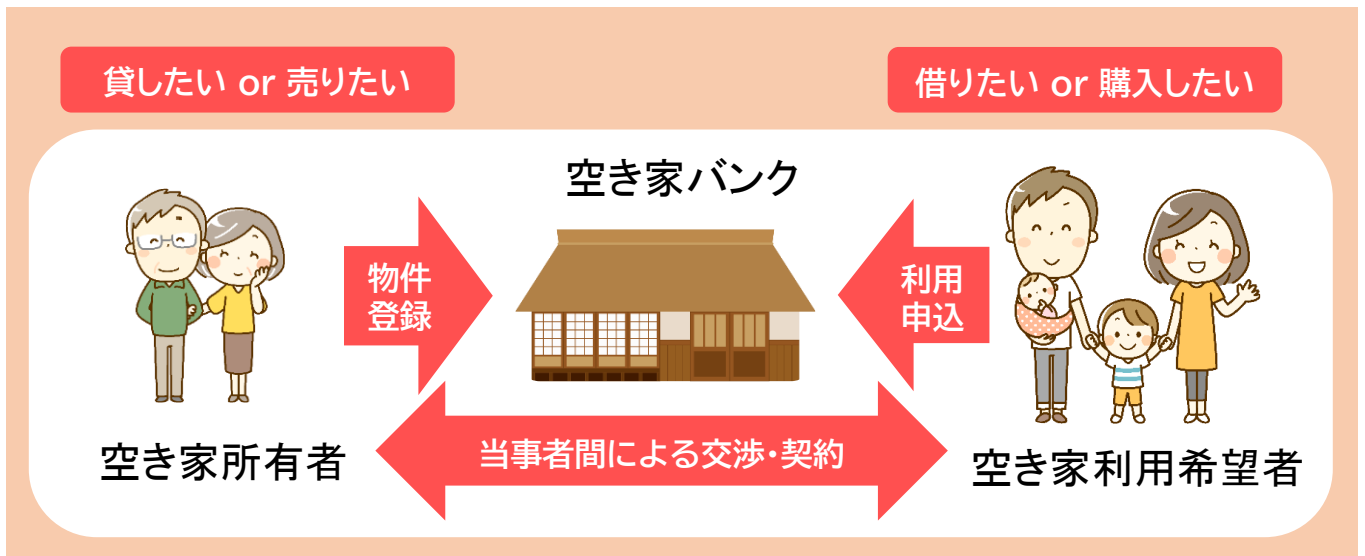 貸したい or 売りたい
借りたい or 購入したい
空き家バンク
物件
登録
利用
申込
空き家所有者
当事者間による交渉・契約
空き家利用希望者